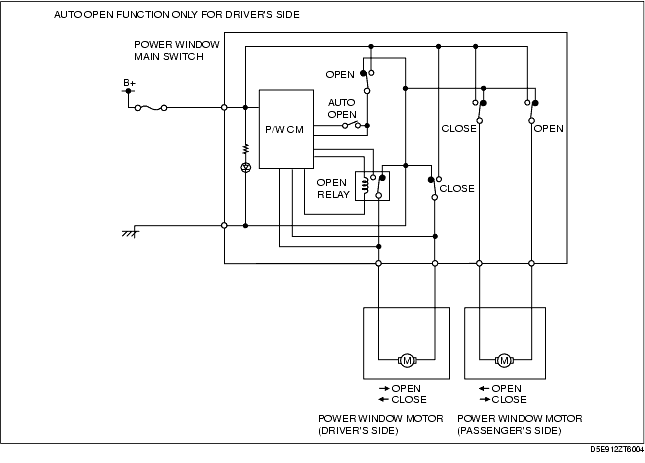 AUTO OPEN FUNCTION ONLY FOR DRIVER'S SIDE
POWER WINDOW
MAIN SWITCH
B+
OPEN
AUTO
OPEN
P/W CM
CLOSE
OPEN
OPEN
RELAY
CLOSE
M
M
OPEN
CLOSE
OPEN
CLOSE
POWER WINDOW MOTOR
(DRIVER'S SIDE)
POWER WINDOW MOTOR
(PASSENGER'S SIDE)
D5E912ZT6004